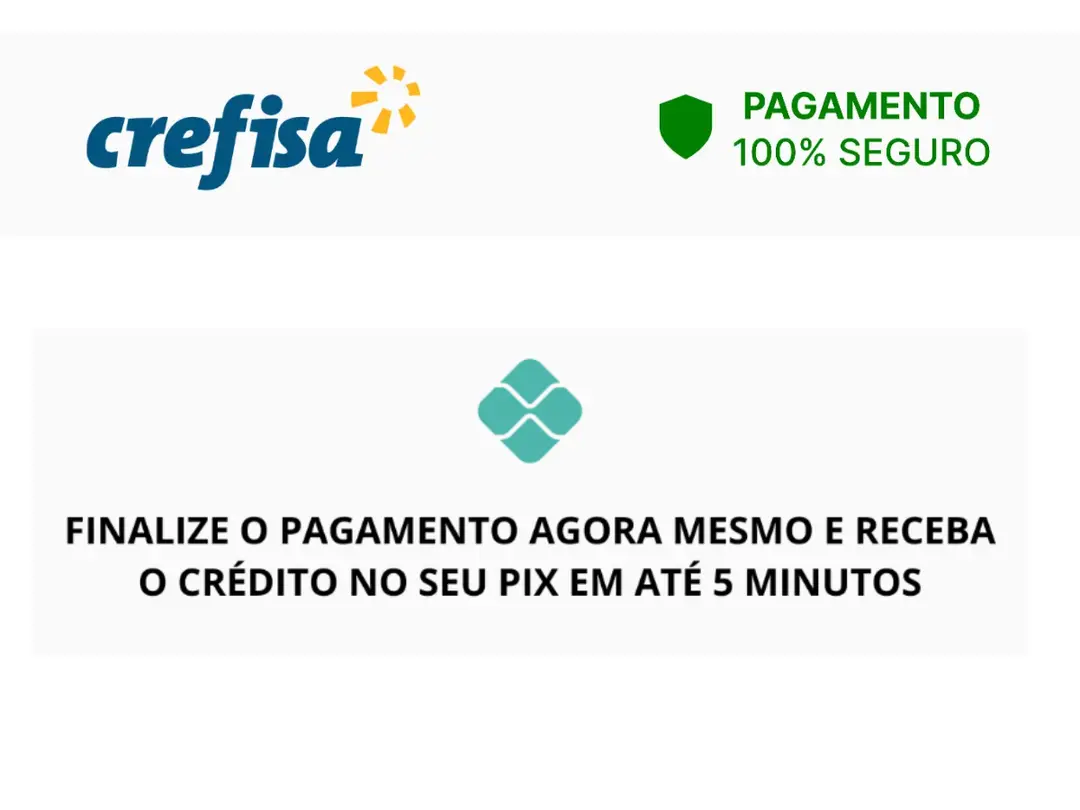 crefisa
PAGAMENTO
100% SEGURO
FINALIZE O PAGAMENTO AGORA MESMO E RECEBA
O CRÉDITO NO SEU PIX EM ATÉ 5 MINUTOS